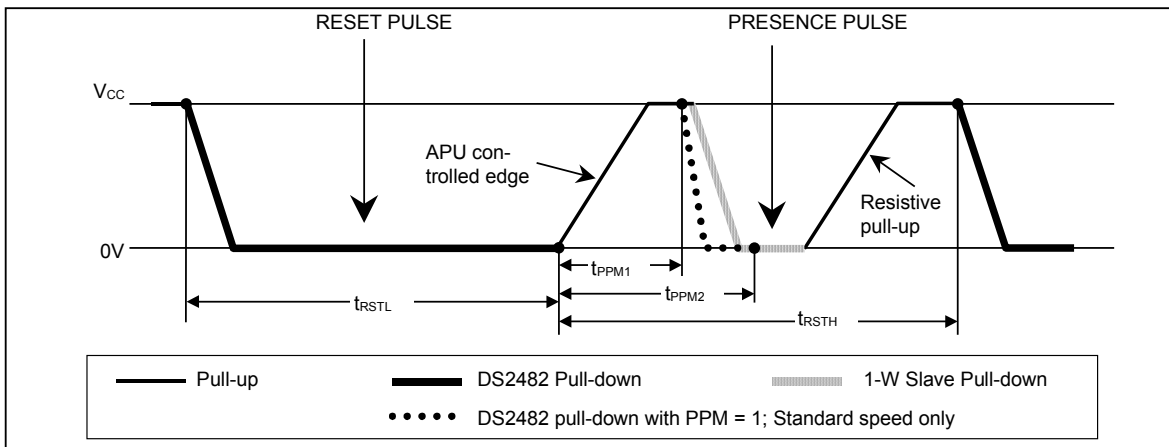 RESET PULSE
PRESENCE PULSE
VCC
APU con-
trolled edge
Resistive
pull-up
0V
tPPM1
tPPM2
tRSTL
tRSTH
Pull-up
DS2482 Pull-down
1-W Slave Pull-down
DS2482 pull-down with PPM = 1; Standard speed only